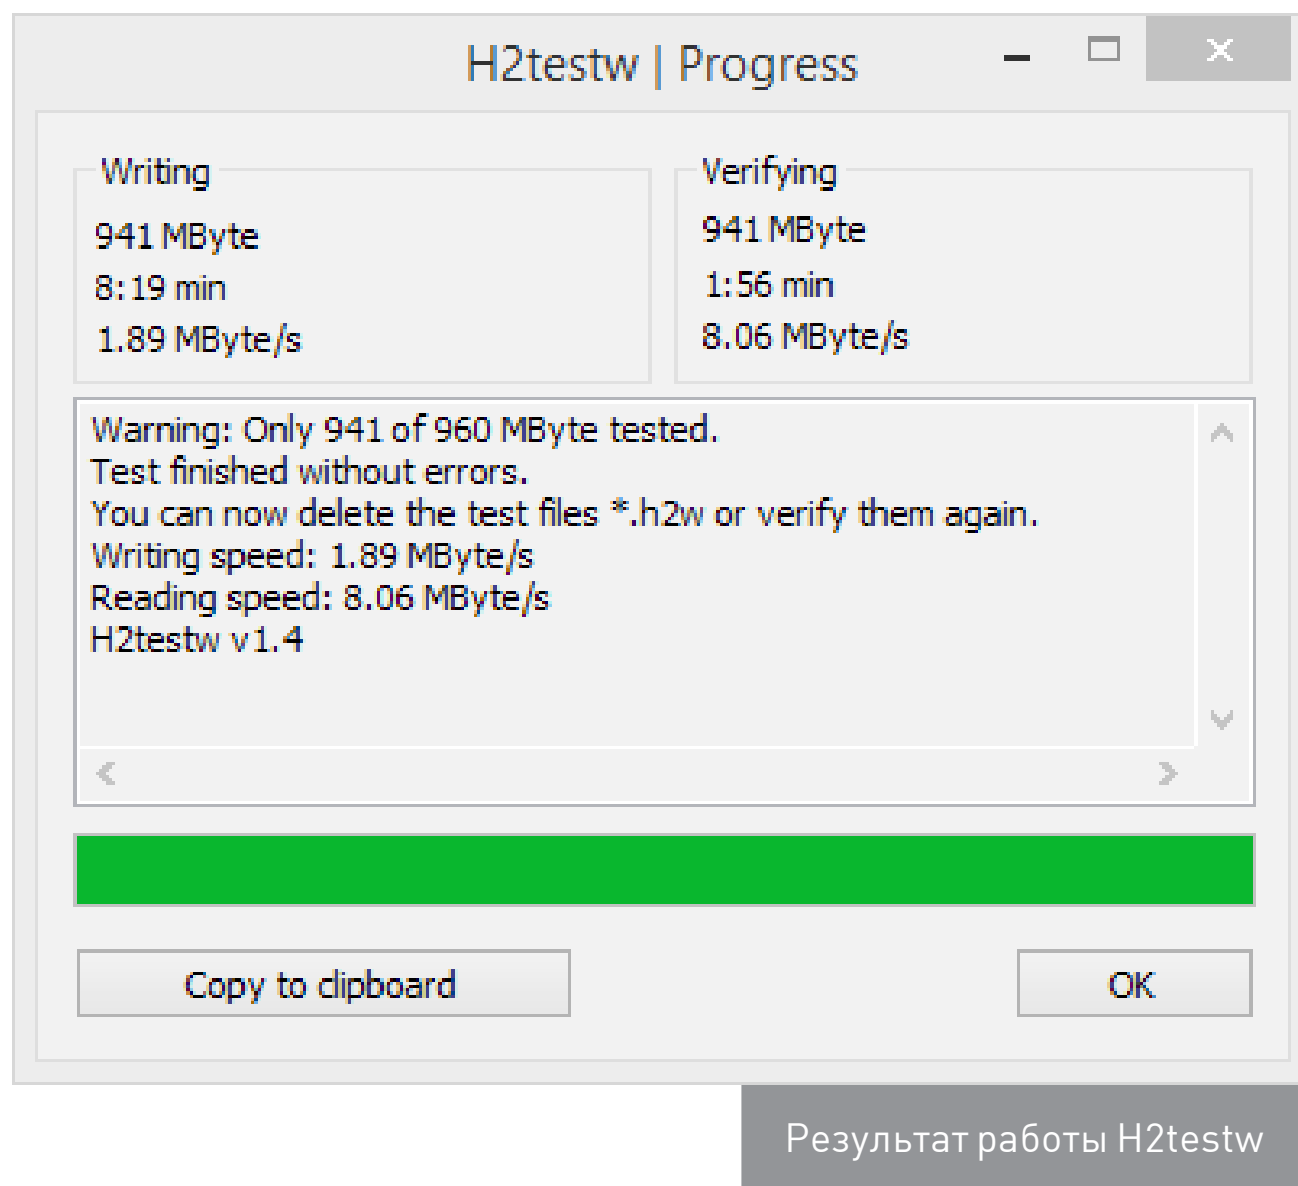 H2testw | Progress
Writing
941 MByte
8:19 min
1.89 MByte/s
Verifying
941 MByte
1:56 min
8.06 MByte/s
Warning: Only 941 of 960 MByte tested.
Test finished without errors.
You can now delete the test files *.h2w or verify them again.
Writing speed: 1.89 MByte/s
Reading speed: 8.06 MByte/s
H2testw v1.4
Copy to clipboard
OK
Результат работы H2testw